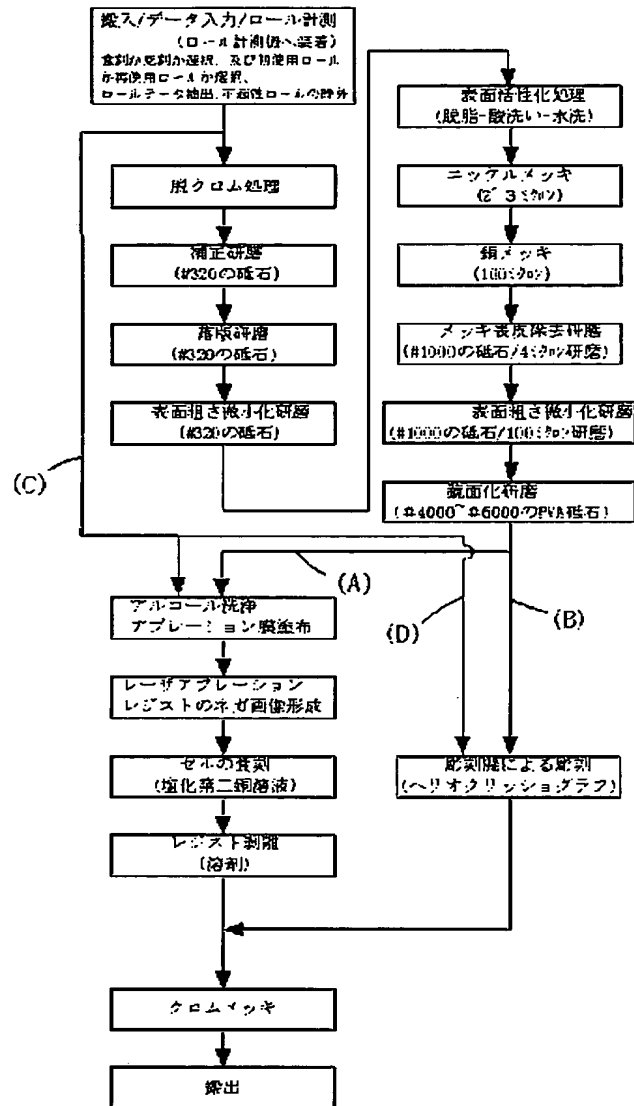 搬入/データ入力/ロール計測
(ロール計測機へ装着)
食刻か彫刻か選択、及び初使用ロール
か再使用ロールか選択、
ロールデータ抽出、不適性ロールの除外
脱クロム処理
補正研磨
(#320の砥石)
落版研磨
(#320の砥石)
表面粗さ微小化研磨
(#320の砥石)
表面活性化処理
(脱脂-酸洗い-水洗)
ニッケルメッキ
(2~3ミクロン)
銅メッキ
(100ミクロン)
メッキ表皮除去研磨
(#1000の砥石/4ミクロン研磨)
表面粗さ微小化研磨
(#1000の砥石/100ミクロン研磨)
鏡面化研磨
(#4000~#6000のPVA砥石)
(C)
(A)
(D)
(B)
アルコール洗浄
アブレーション膜塗布
レーザアブレーション
レジストのネガ画像形成
セルの食刻
(塩化第二銅溶液)
レジスト剥離
(溶剤)
彫刻機による彫刻
(ヘリオクリッショグラフ)
クロムメッキ
搬出